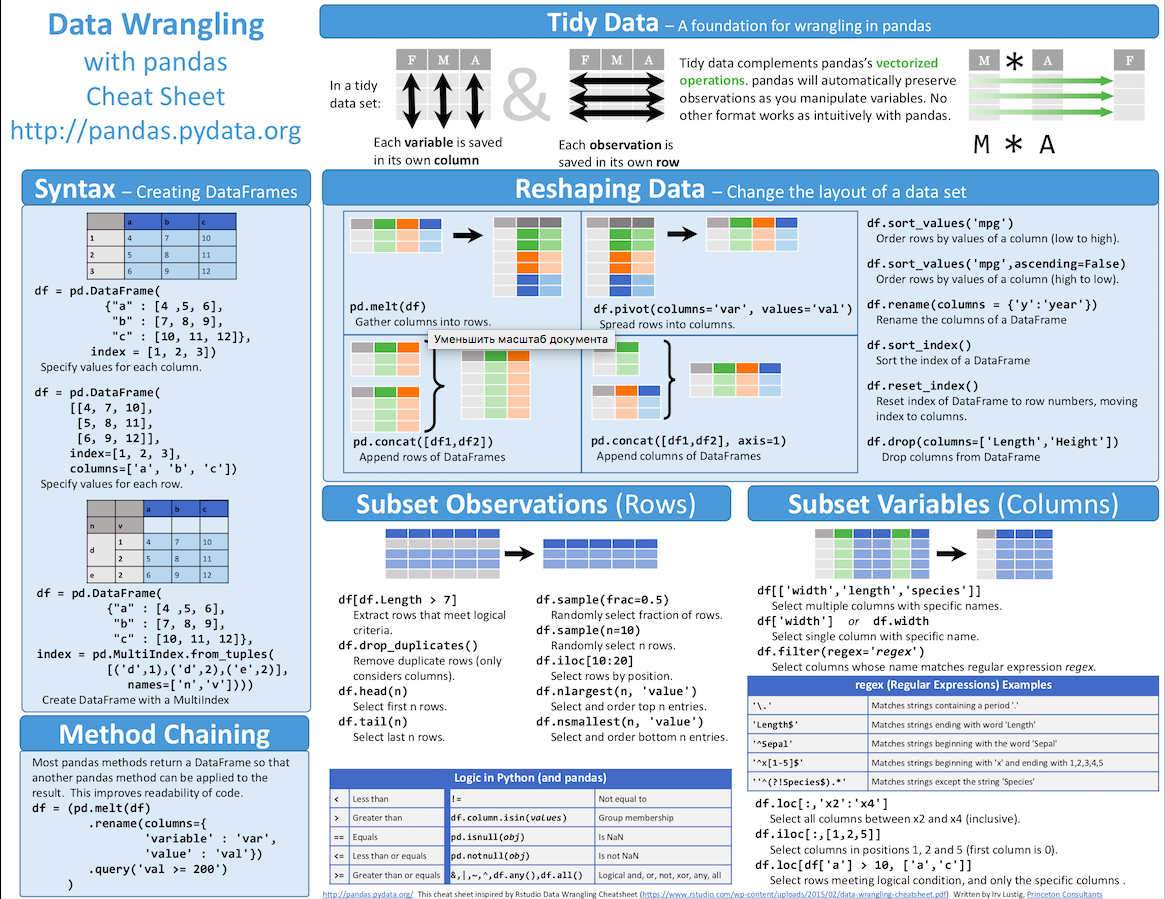 Data Wrangling
with pandas
Cheat Sheet
http://pandas.pydata.org
Tidy Data – A foundation for wrangling in pandas
In a tidy
data set:
F M A
Each variable is saved
in its own column
&
F M A
Each observation is
saved in its own row
Tidy data complements pandas's vectorized
operations. pandas will automatically preserve
observations as you manipulate variables. No
other format works as intuitively with pandas.
M * A F
M * A
Syntax – Creating DataFrames
a b c
1 4 7 10
2 5 8 11
3 6 9 12
df = pd.DataFrame(
{"a" : [4 ,5, 6],
"b" : [7, 8, 9],
"c" : [10, 11, 12]},
index = [1, 2, 3])
Specify values for each column.
df = pd.DataFrame(
[[4, 7, 10],
[5, 8, 11],
[6, 9, 12]],
index=[1, 2, 3],
columns=['a', 'b', 'c'])
Specify values for each row.
a b c
n v
d 1 4 7 10
2 5 8 11
e 2 6 9 12
df = pd.DataFrame(
{"a" : [4 ,5, 6],
"b" : [7, 8, 9],
"c" : [10, 11, 12]},
index = pd.MultiIndex.from_tuples(
[('d',1),('d',2),('e',2)],
names=['n','v'])))
Create DataFrame with a MultiIndex
Method Chaining
Most pandas methods return a DataFrame so that
another pandas method can be applied to the
result. This improves readability of code.
df = (pd.melt(df)
.rename(columns={
'variable' : 'var',
'value' : 'val'})
.query('val >= 200')
)
Reshaping Data – Change the layout of a data set
pd.melt(df)
Gather columns into rows.
df.pivot(columns='var', values='val')
Spread rows into columns.
Уменьшить масштаб документа
pd.concat([df1,df2])
Append rows of DataFrames
pd.concat([df1,df2], axis=1)
Append columns of DataFrames
df.sort_values('mpg')
Order rows by values of a column (low to high).
df.sort_values('mpg',ascending=False)
Order rows by values of a column (high to low).
df.rename(columns = {'y':'year'})
Rename the columns of a DataFrame
df.sort_index()
Sort the index of a DataFrame
df.reset_index()
Reset index of DataFrame to row numbers, moving
index to columns.
df.drop(columns=['Length','Height'])
Drop columns from DataFrame
Subset Observations (Rows)
df[df.Length > 7]
Extract rows that meet logical
criteria.
df.drop_duplicates()
Remove duplicate rows (only
considers columns).
df.head(n)
Select first n rows.
df.tail(n)
Select last n rows.
df.sample(frac=0.5)
Randomly select fraction of rows.
df.sample(n=10)
Randomly select n rows.
df.iloc[10:20]
Select rows by position.
df.nlargest(n, 'value')
Select and order top n entries.
df.nsmallest(n, 'value')
Select and order bottom n entries.
Logic in Python (and pandas)
< Less than != Not equal to
> Greater than df.column.isin(values) Group membership
== Equals pd.isnull(obj) Is NaN
<= Less than or equals pd.notnull(obj) Is not NaN
>= Greater than or equals &,|,~,^,df.any(),df.all() Logical and, or, not, xor, any, all
Subset Variables (Columns)
df[['width','length','species']]
Select multiple columns with specific names.
df['width'] or df.width
Select single column with specific name.
df.filter(regex='regex')
Select columns whose name matches regular expression regex.
regex (Regular Expressions) Examples
'\.' Matches strings containing a period '.'
'Length$' Matches strings ending with word 'Length'
'^Sepal' Matches strings beginning with the word 'Sepal'
'^x[1-5]$' Matches strings beginning with 'x' and ending with 1,2,3,4,5
''^(?!Species$).*' Matches strings except the string 'Species'
df.loc[:,'x2':'x4']
Select all columns between x2 and x4 (inclusive).
df.iloc[:,[1,2,5]]
Select columns in positions 1, 2 and 5 (first column is 0).
df.loc[df['a'] > 10, ['a','c']]
Select rows meeting logical condition, and only the specific columns .
http://pandas.pydata.org/ This cheat sheet inspired by Rstudio Data Wrangling Cheatsheet (https://www.rstudio.com/wp-content/uploads/2015/02/data-wrangling-cheatsheet.pdf) Written by Irv Lustig, Princeton Consultants